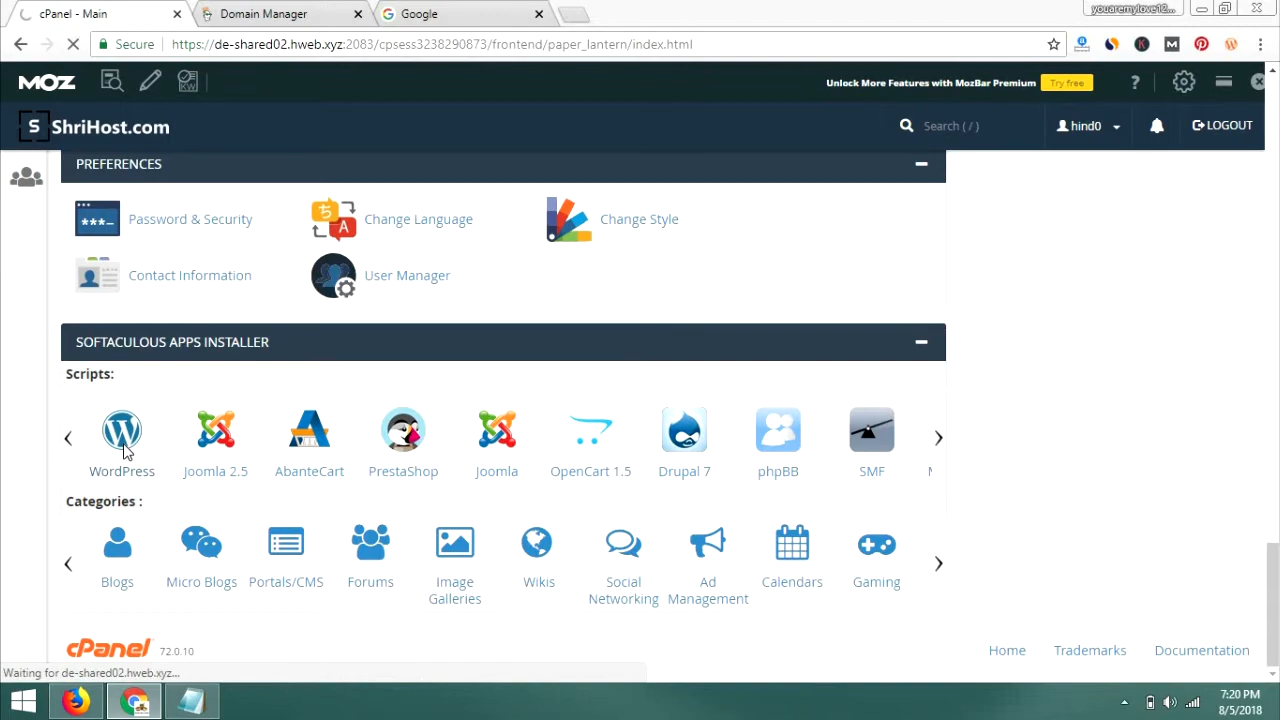 cPanel - Main
Domain Manager
Google
youaremylove12...
Secure
https://de-shared02.hweb.xyz:2083/cpsess3238290073/frontend/paper_lantern/index.html
MOZ
Unlock More Features with MozBar Premium
Try free
?
S ShriHost.com
Search ( / )
hind0
LOGOUT
PREFERENCES
Password & Security
Change Language
Change Style
Contact Information
User Manager
SOFTACULOUS APPS INSTALLER
Scripts:
WordPress
Joomla 2.5
AbanteCart
PrestaShop
Joomla
OpenCart 1.5
Drupal 7
phpBB
SMF
Categories :
Blogs
Micro Blogs
Portals/CMS
Forums
Image
Galleries
Wikis
Social
Networking
Ad
Management
Calendars
Gaming
cPanel 72.0.10
Home
Trademarks
Documentation
Waiting for de-shared02.hweb.xyz...
7:20 PM
8/5/2018